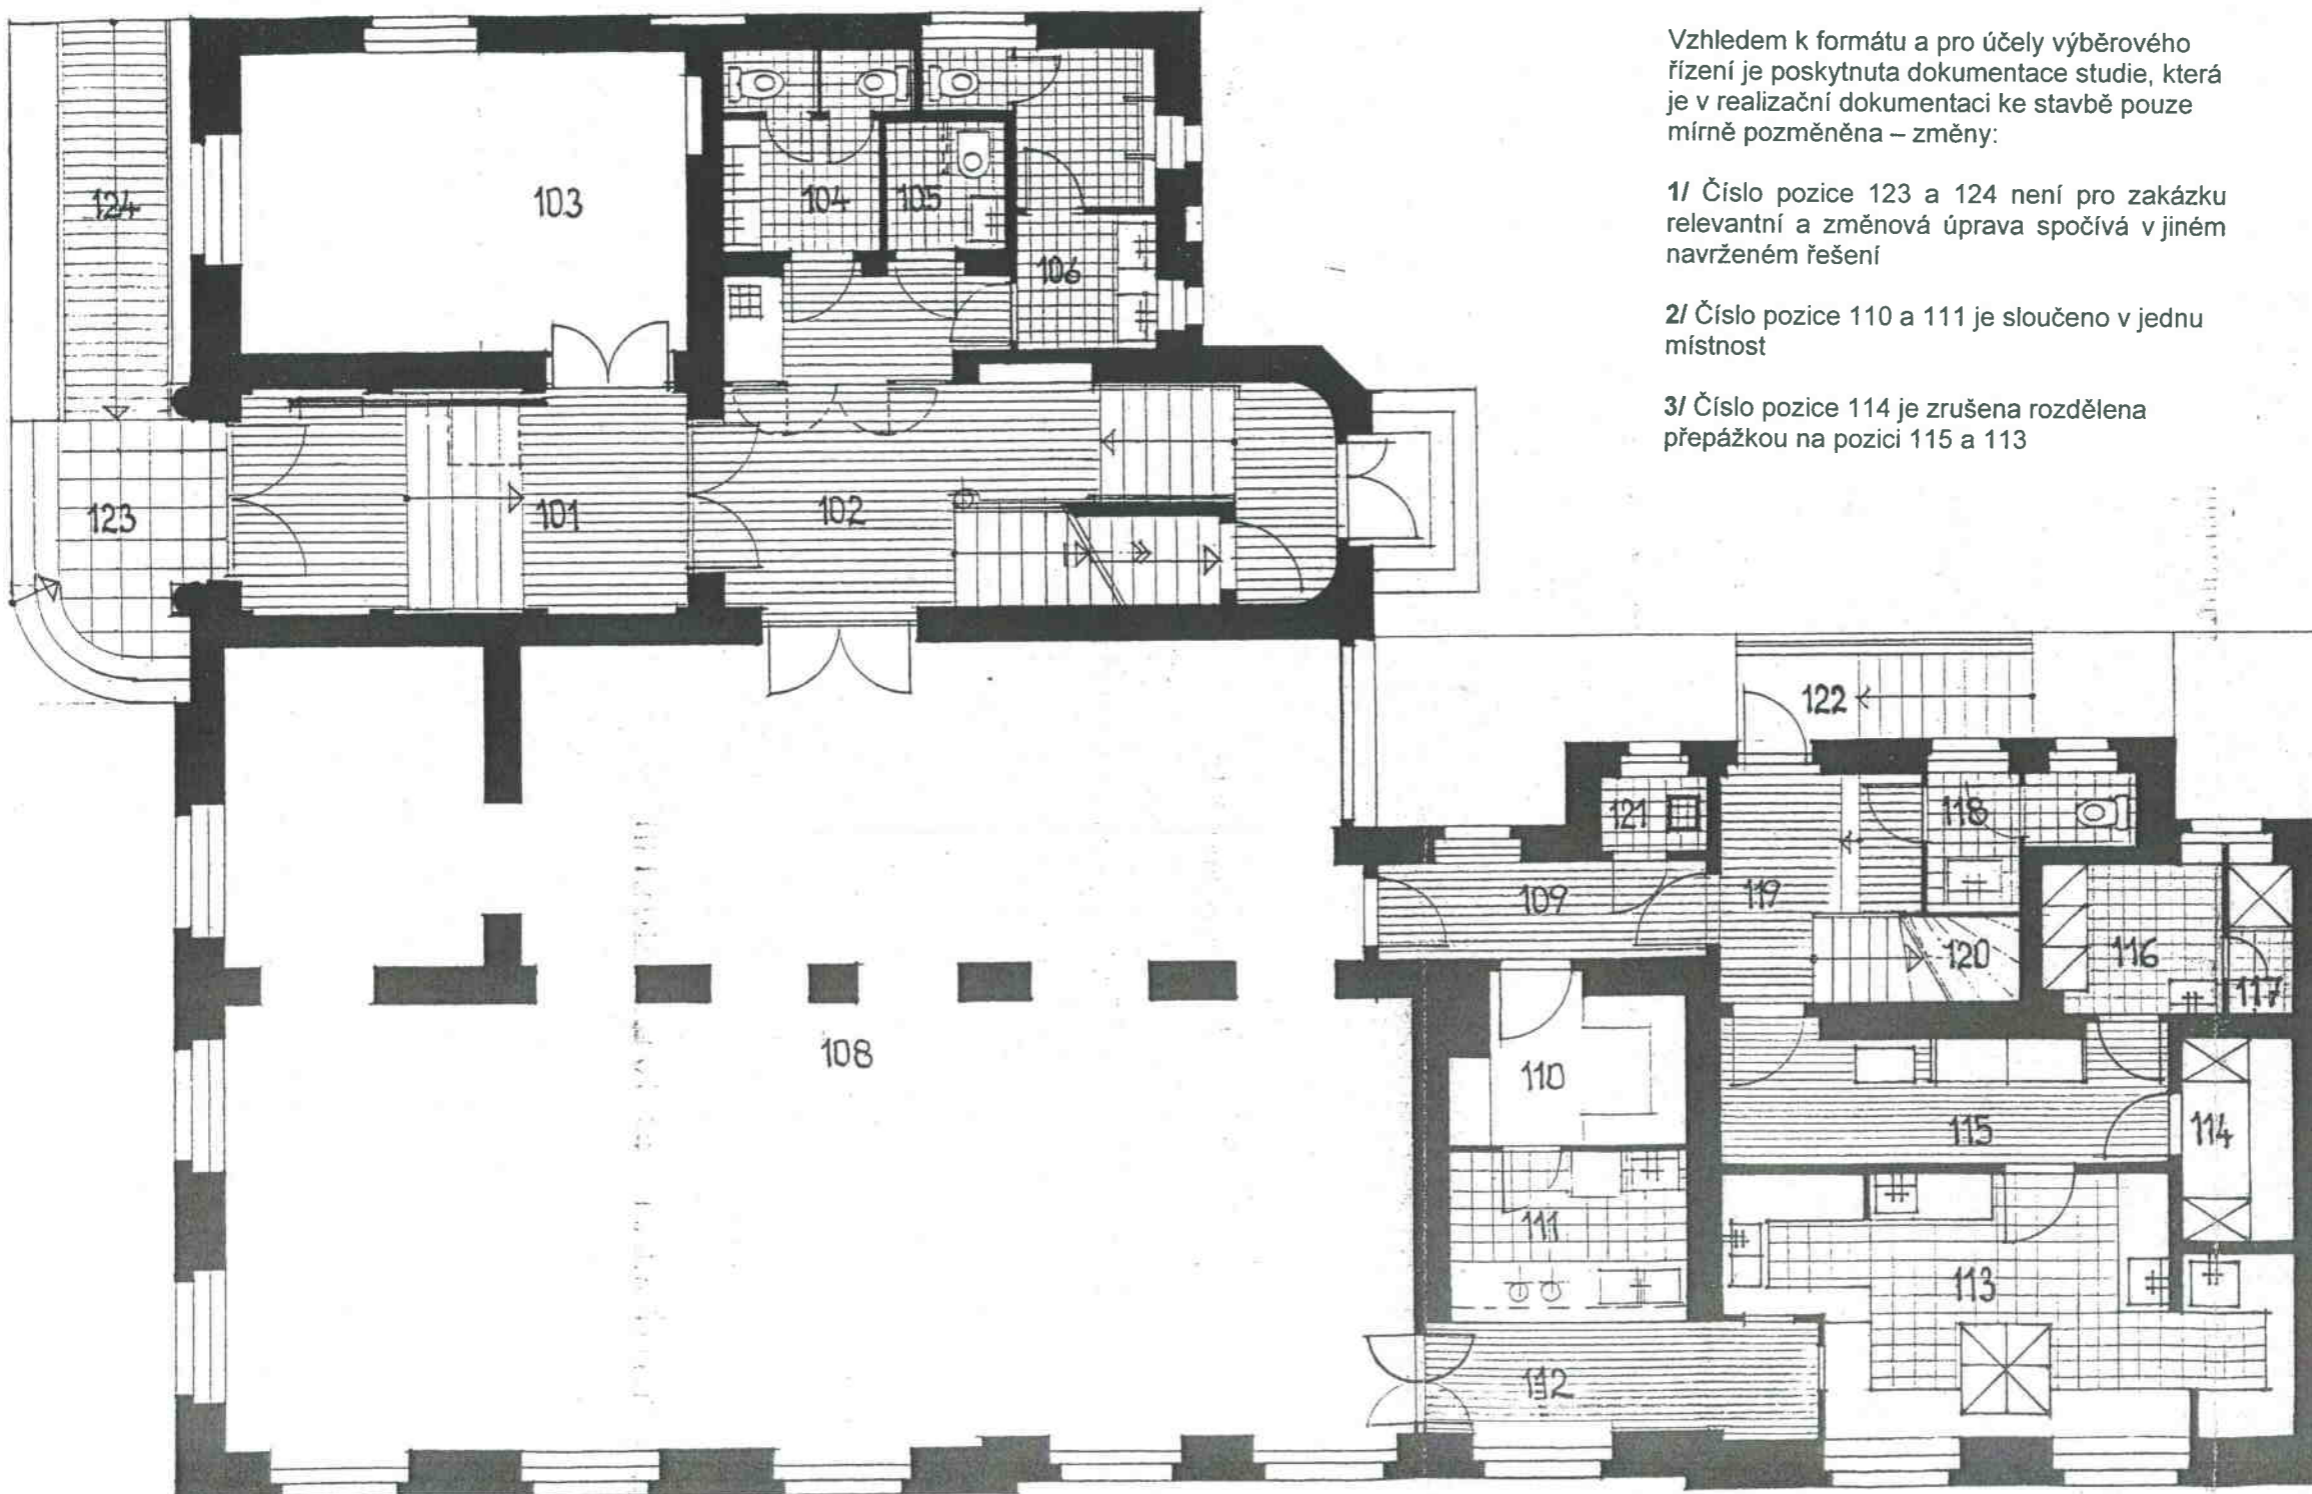 Vzhledem k formátu a pro účely výběrového
řízení je poskytnuta dokumentace studie, která
je v realizační dokumentaci ke stavbě pouze
mírně pozměněna – změny:
1/ Číslo pozice 123 a 124 není pro zakázku
relevantní a změnová úprava spočívá v jiném
navrženém řešení
2/ Číslo pozice 110 a 111 je sloučeno v jednu
místnost
3/ Číslo pozice 114 je zrušena rozdělena
přepážkou na pozici 115 a 113
124
103
104
105
106
123
101
102
122
121
118
109
119
120
116
117
108
110
115
114
111
113
112